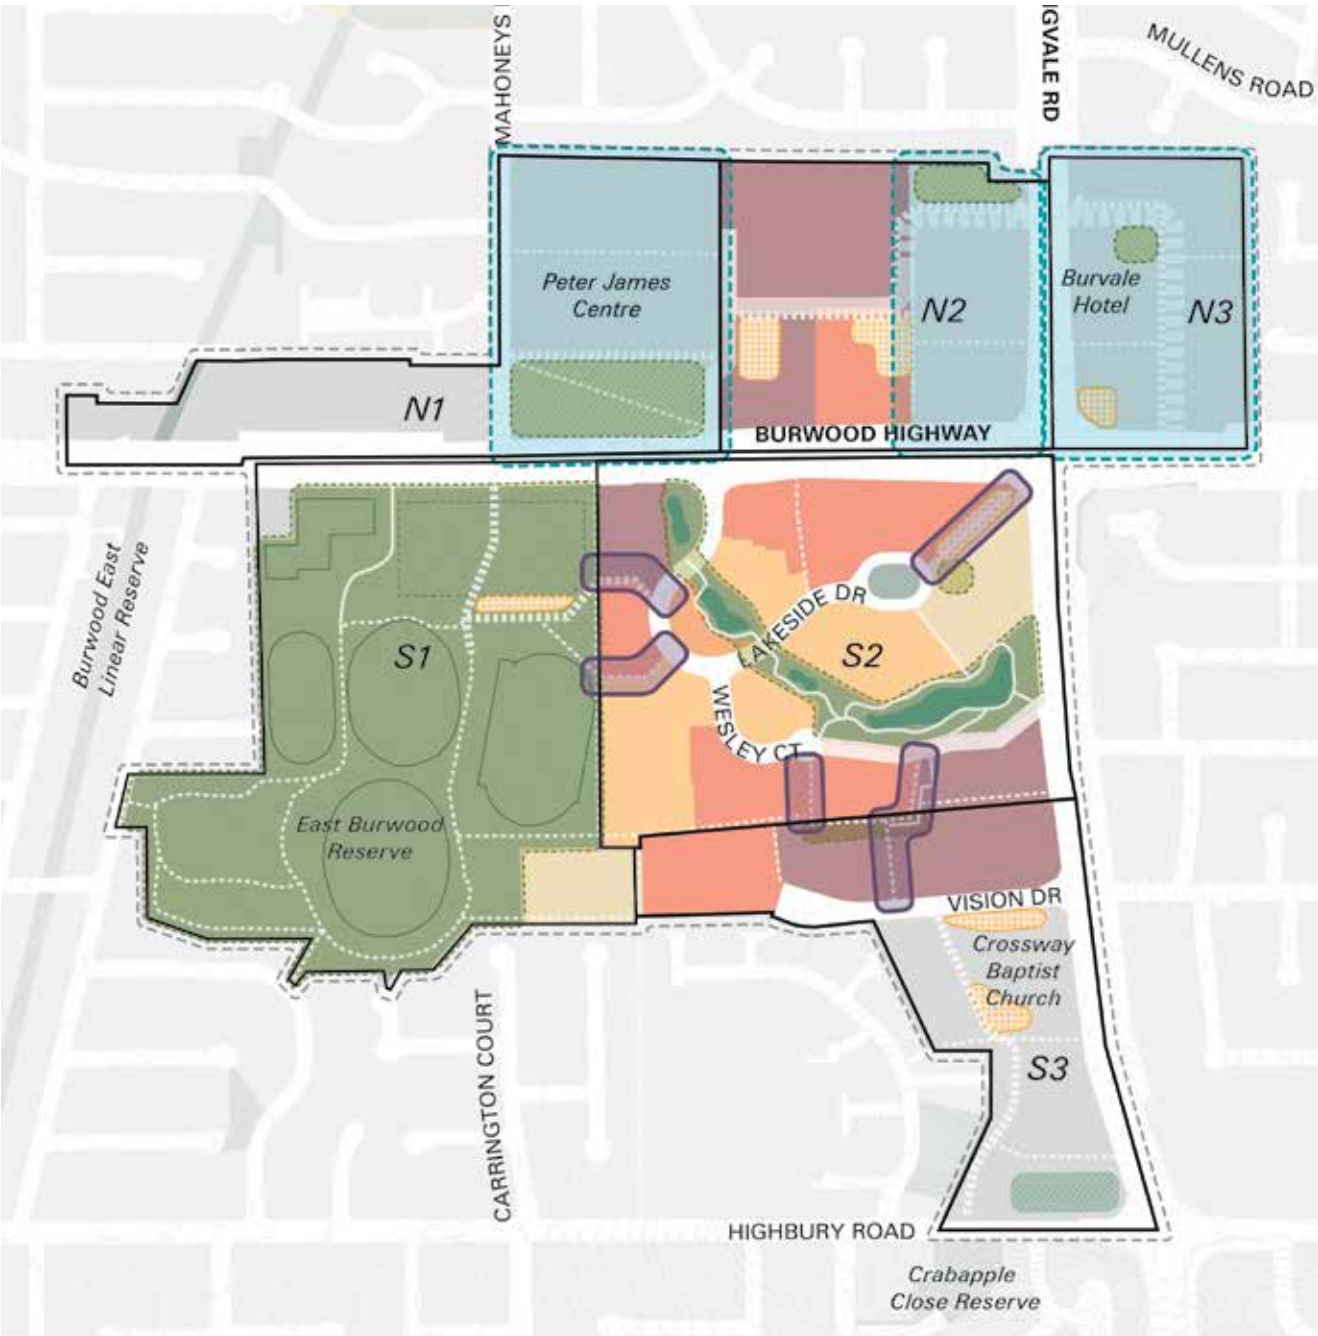 MAHONEYS
GVALE RD
MULLENS ROAD
Peter James
Centre
N2
Burvale
Hotel
N3
N1
BURWOOD HIGHWAY
Burwood East
Linear Reserve
S1
LAKESIDE DR
S2
WESLEY CT
East Burwood
Reserve
VISION DR
Crossway
Baptist
Church
S3
CARRINGTON COURT
HIGHBURY ROAD
Crabapple
Close Reserve